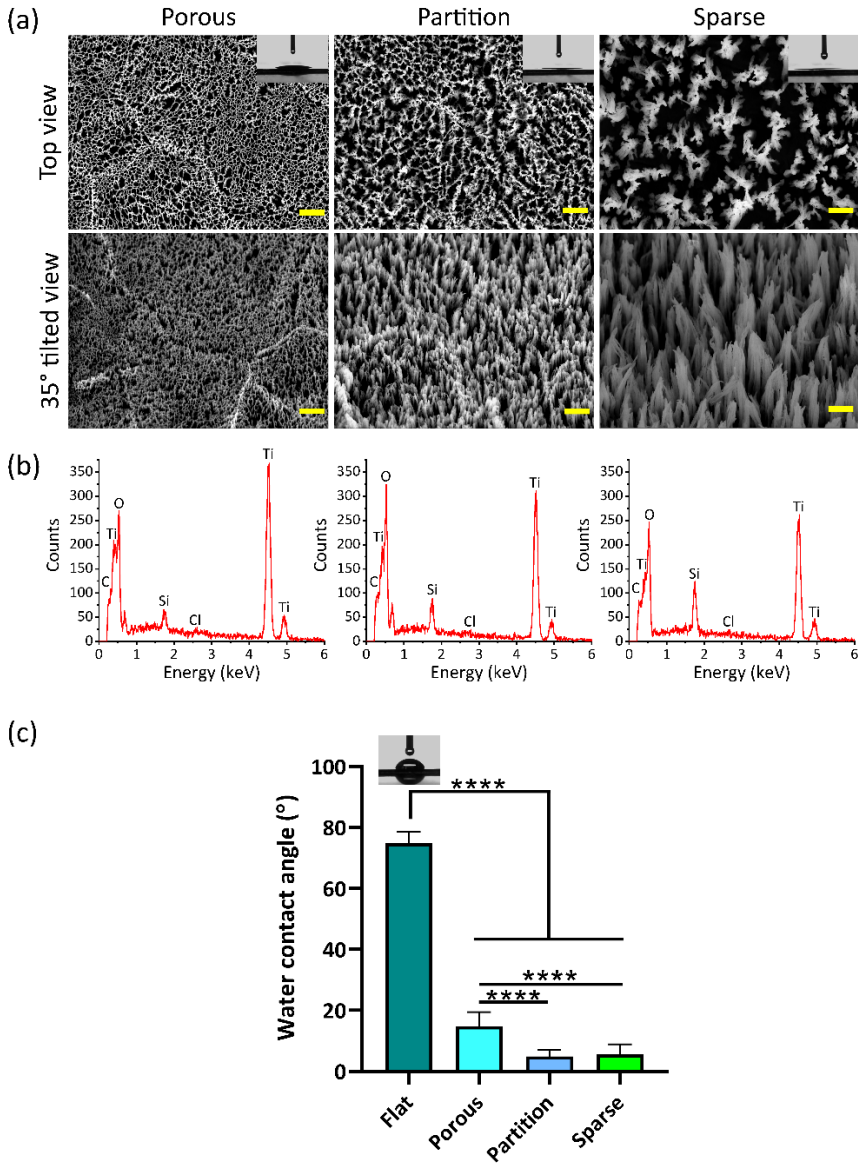 (a)
Porous
Partition
Sparse
Top view
35° tilted view
(b)
Counts
350
300
250
200
150
100
50
0
C
Ti
O
Si
Cl
Ti
Ti
0 1 2 3 4 5 6
Energy (keV)
Counts
350
300
250
200
150
100
50
0
C
Ti
O
Si
Cl
Ti
Ti
0 1 2 3 4 5 6
Energy (keV)
Counts
350
300
250
200
150
100
50
0
C
Ti
O
Si
Cl
Ti
Ti
0 1 2 3 4 5 6
Energy (keV)
(c)
Water contact angle (°)
100
80
60
40
20
0
****
****
****
Flat
Porous
Partition
Sparse